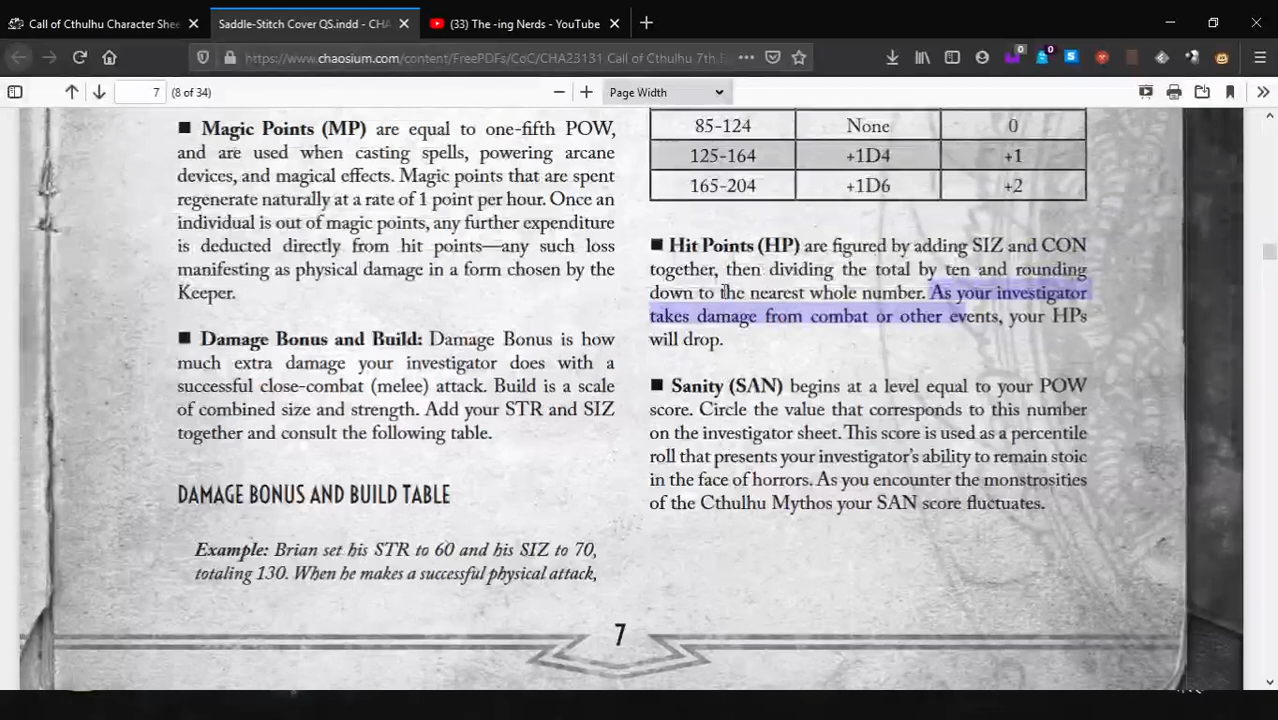 Call of Cthulhu Character Shee
Saddle-Stitch Cover QS.indd - CHA
(33) The -ing Nerds - YouTube
https://www.chaosium.com/content/FreePDFs/CoC/CHA23131 Call of Cthulhu 7th E
0
0
7
(8 of 34)
Page Width
■ Magic Points (MP) are equal to one-fifth POW,
and are used when casting spells, powering arcane
devices, and magical effects. Magic points that are spent
regenerate naturally at a rate of 1 point per hour. Once an
individual is out of magic points, any further expenditure
is deducted directly from hit points—any such loss
manifesting as physical damage in a form chosen by the
Keeper.
■ Damage Bonus and Build: Damage Bonus is how
much extra damage your investigator does with a
successful close-combat (melee) attack. Build is a scale
of combined size and strength. Add your STR and SIZ
together and consult the following table.
DAMAGE BONUS AND BUILD TABLE
Example: Brian set his STR to 60 and his SIZ to 70,
totaling 130. When he makes a successful physical attack,
85-124 None 0
125-164 +1D4 +1
165-204 +1D6 +2
■ Hit Points (HP) are figured by adding SIZ and CON
together, then dividing the total by ten and rounding
down to the nearest whole number. As your investigator
takes damage from combat or other events, your HPs
will drop.
■ Sanity (SAN) begins at a level equal to your POW
score. Circle the value that corresponds to this number
on the investigator sheet. This score is used as a percentile
roll that presents your investigator's ability to remain stoic
in the face of horrors. As you encounter the monstrosities
of the Cthulhu Mythos your SAN score fluctuates.
7